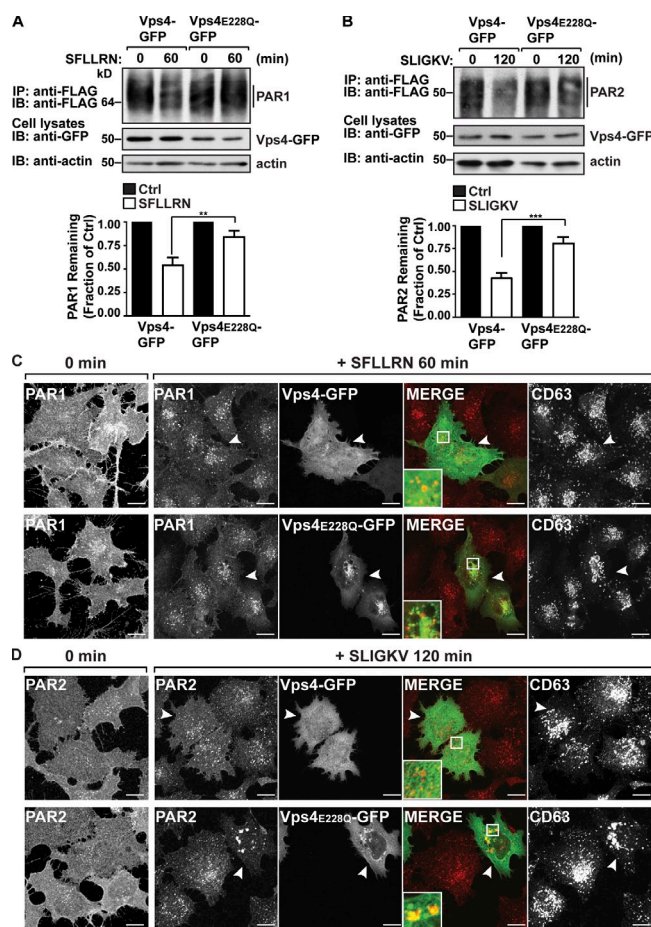 A
Vps4-GFP Vps4E228Q-GFP
SFLLRN: 0 60 0 60 (min)
kD
IP: anti-FLAG
IB: anti-FLAG 64 PAR1
Cell lysates
IB: anti-GFP 50 Vps4-GFP
IB: anti-actin 50 actin
Ctrl
SFLLRN
PAR1 Remaining
(Fraction of Ctrl)
1.00
0.75
0.50
0.25
0
**
Vps4-GFP Vps4E228Q-GFP
B
Vps4-GFP Vps4E228Q-GFP
SLIGKV: 0 120 0 120 (min)
IP: anti-FLAG
IB: anti-FLAG 50 PAR2
Cell lysates
IB: anti-GFP 50 Vps4-GFP
IB: anti-actin 50 actin
Ctrl
SLIGKV
PAR2 Remaining
(Fraction of Ctrl)
1.00
0.75
0.50
0.25
0
***
Vps4-GFP Vps4E228Q-GFP
C 0 min + SFLLRN 60 min
PAR1 PAR1 Vps4-GFP MERGE CD63
PAR1 PAR1 Vps4E228Q-GFP MERGE CD63
D 0 min + SLIGKV 120 min
PAR2 PAR2 Vps4-GFP MERGE CD63
PAR2 PAR2 Vps4E228Q-GFP MERGE CD63